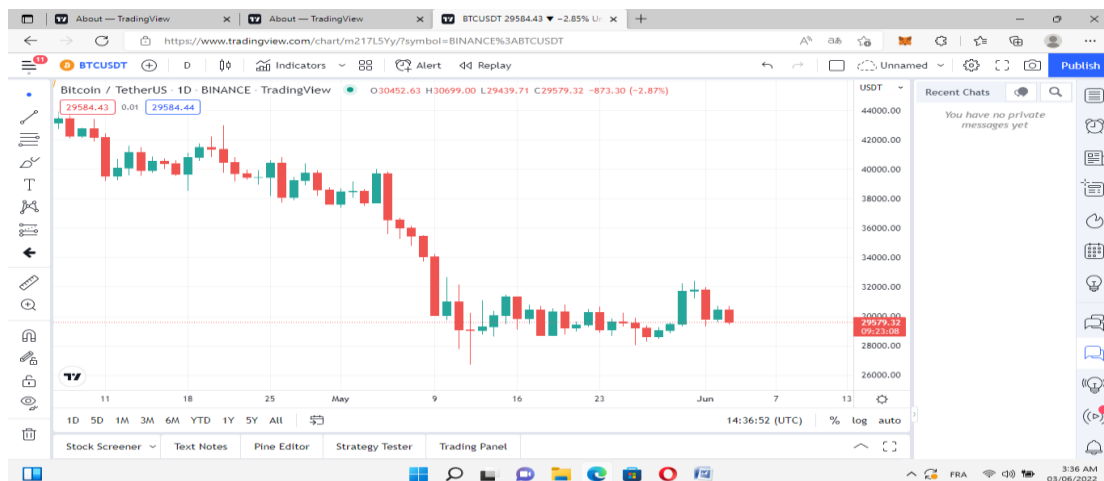 About — TradingView
About — TradingView
BTCUSDT 29584.43 ▼ −2.85% Un
https://www.tradingview.com/chart/m217L5Yy/?symbol=BINANCE%3ABTCUSDT
11
BTCUSDT
D
Indicators
Alert
Replay
Unnamed
Publish
Bitcoin / TetherUS · 1D · BINANCE · TradingView
O30452.63 H30699.00 L29439.71 C29579.32 −873.30 (−2.87%)
29584.43
0.01
29584.44
USDT
44000.00
42000.00
40000.00
38000.00
36000.00
34000.00
32000.00
30000.00
29579.32
09:23:08
28000.00
26000.00
Recent Chats
You have no private
messages yet
11 18 25 May 9 16 23 Jun 7 13
1D 5D 1M 3M 6M YTD 1Y 5Y All
14:36:52 (UTC)
% log auto
Stock Screener Text Notes Pine Editor Strategy Tester Trading Panel
FRA
3:36 AM
03/06/2022